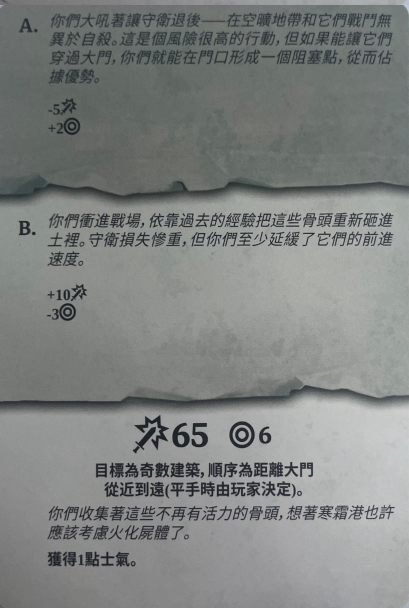 A. 你們大吼著讓守衛退後——在空曠地帶和它們戰鬥無
異於自殺。這是個風險很高的行動,但如果能讓它們
穿過大門,你們就能在門口形成一個阻塞點,從而佔
據優勢。
-5
+2
B. 你們衝進戰場,依靠過去的經驗把這些骨頭重新砸進
土裡。守衛損失慘重,但你們至少延緩了它們的前進
速度。
+10
-3
65 6
目標為奇數建築,順序為距離大門
從近到遠(平手時由玩家決定)。
你們收集著這些不再有活力的骨頭,想著寒霜港也許
應該考慮火化屍體了。
獲得1點士氣。